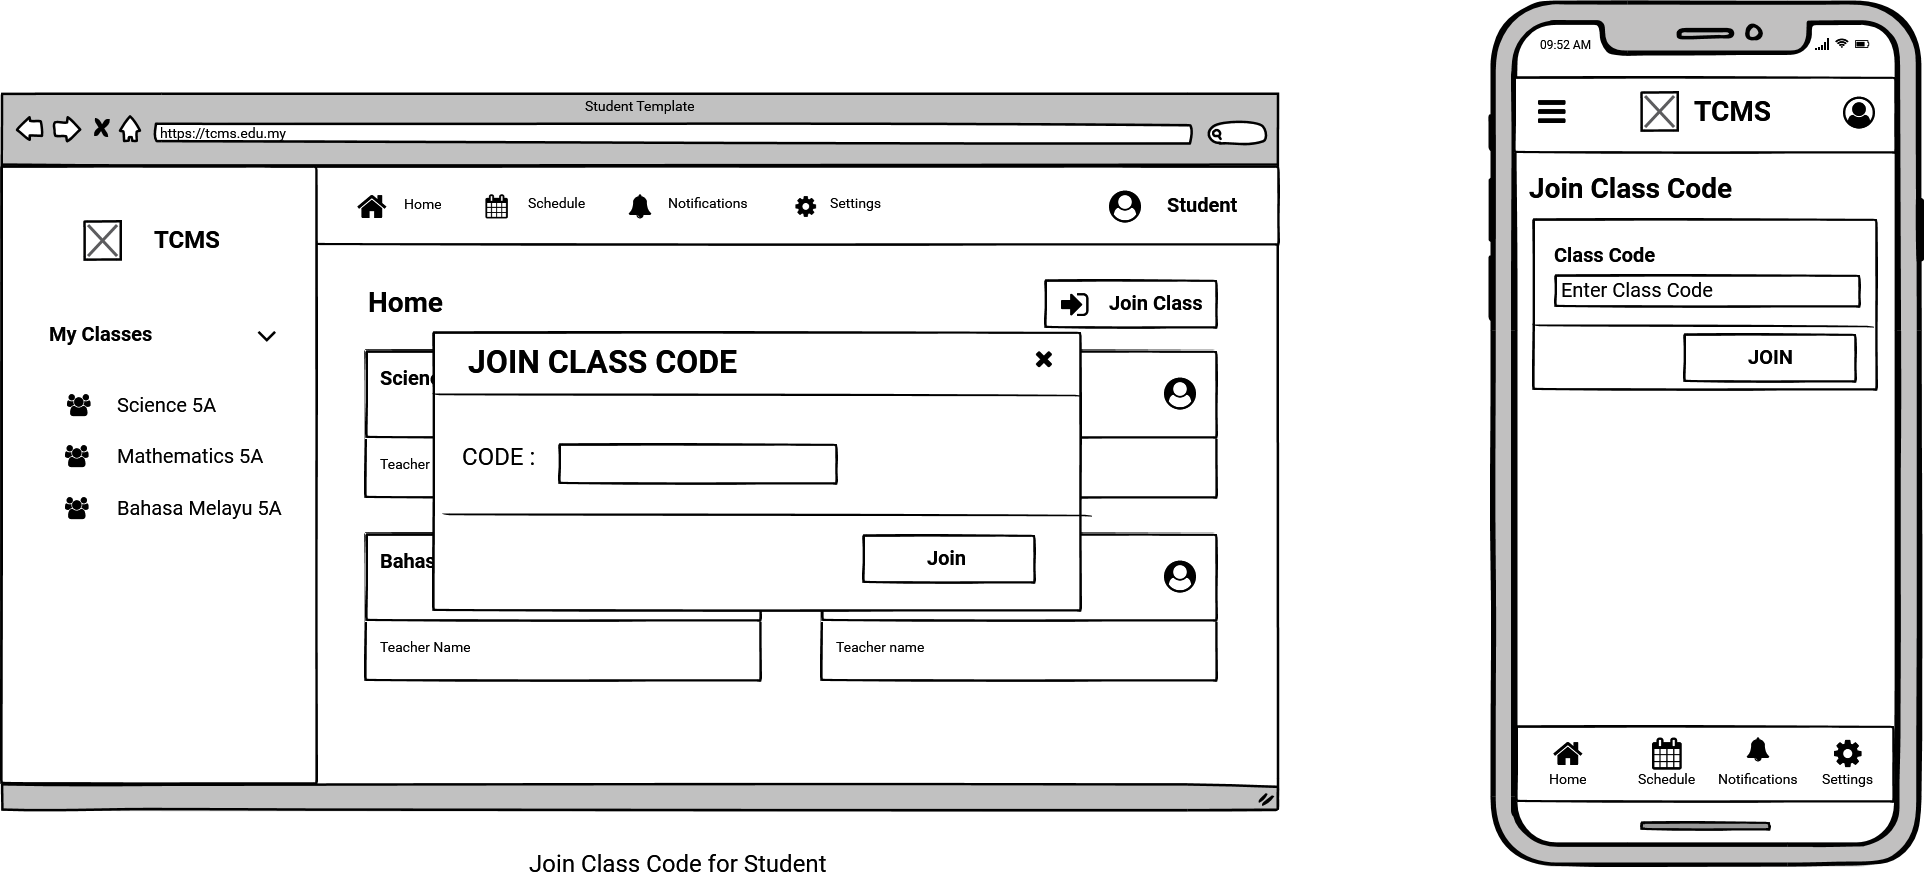 Student Template
https://tcms.edu.my
TCMS
My Classes
Science 5A
Mathematics 5A
Bahasa Melayu 5A
Home
Schedule
Notifications
Settings
Student
Home
Join Class
JOIN CLASS CODE
CODE :
Join
Teacher
Teacher Name
Teacher name
Join Class Code for Student
09:52 AM
TCMS
Join Class Code
Class Code
Enter Class Code
JOIN
Home
Schedule
Notifications
Settings